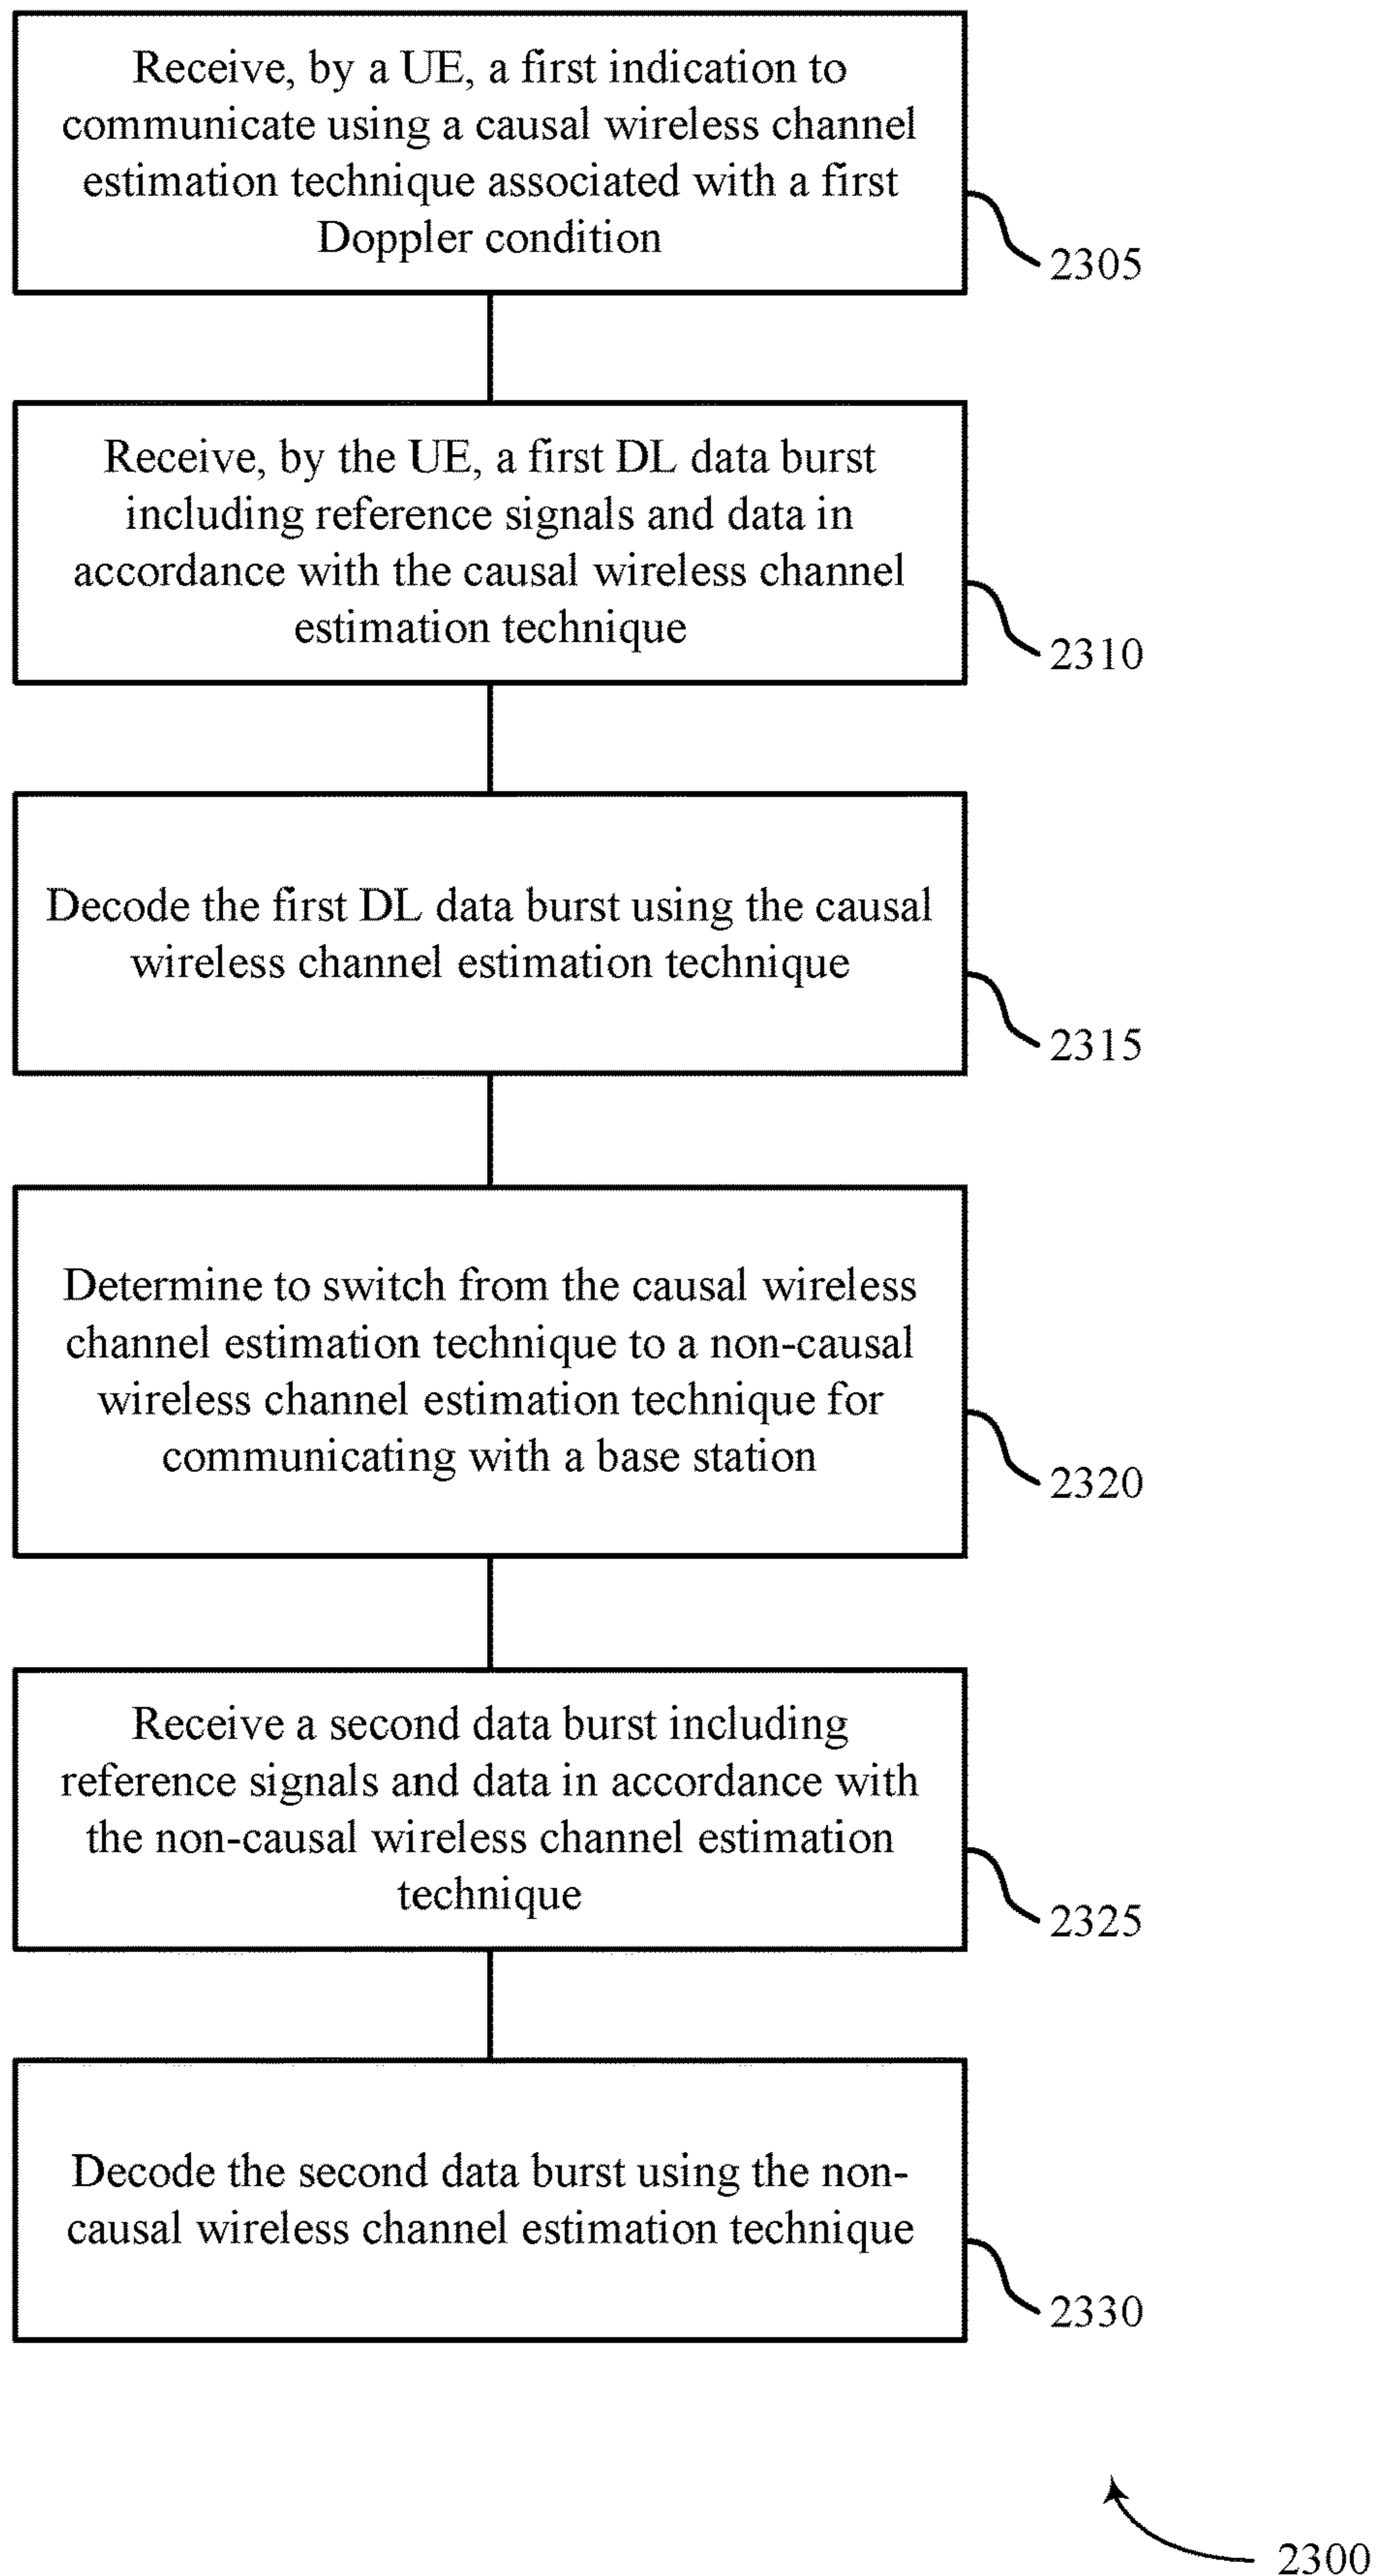 Receive, by a UE, a first indication to
communicate using a causal wireless channel
estimation technique associated with a first
Doppler condition
2305
Receive, by the UE, a first DL data burst
including reference signals and data in
accordance with the causal wireless channel
estimation technique
2310
Decode the first DL data burst using the causal
wireless channel estimation technique
2315
Determine to switch from the causal wireless
channel estimation technique to a non-causal
wireless channel estimation technique for
communicating with a base station
2320
Receive a second data burst including
reference signals and data in accordance with
the non-causal wireless channel estimation
technique
2325
Decode the second data burst using the non-
causal wireless channel estimation technique
2330
2300